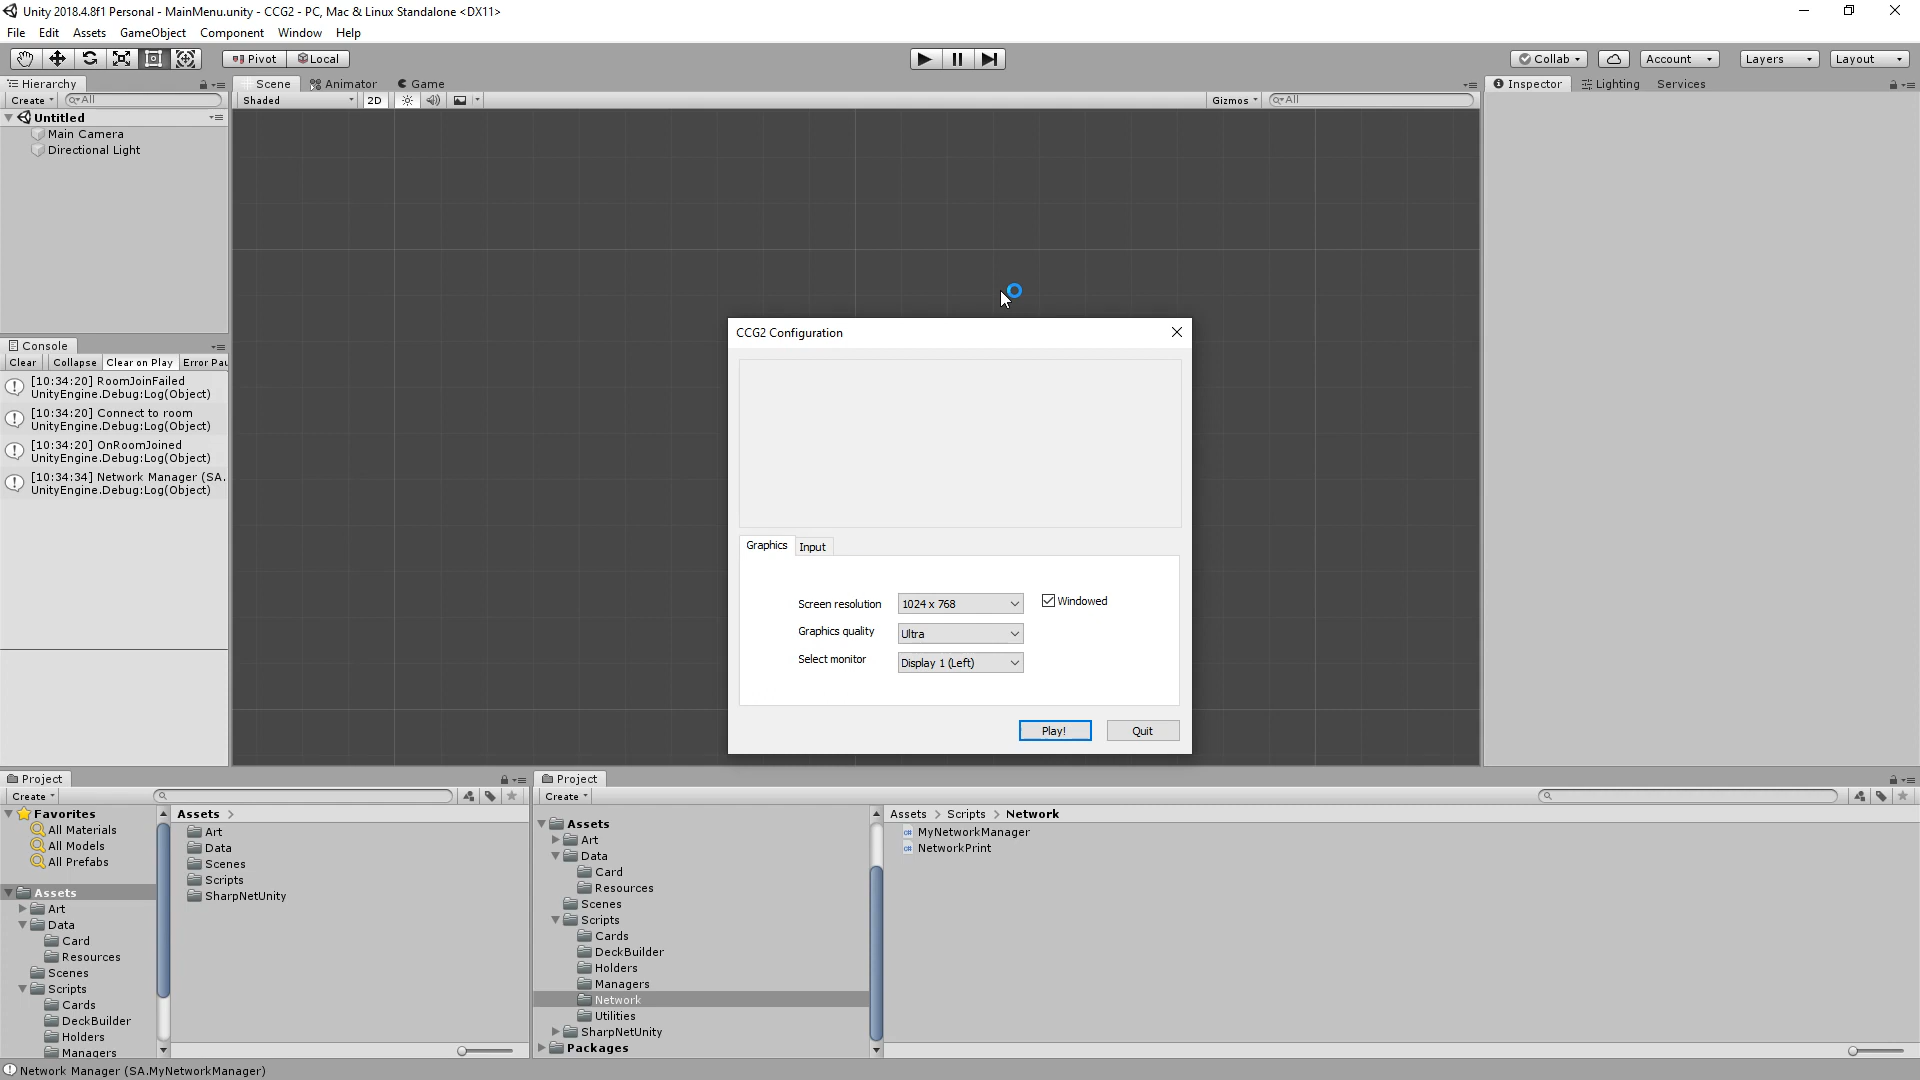 Unity 2018.4.8f1 Personal - MainMenu.unity - CCG2 - PC, Mac & Linux Standalone <DX11>
File Edit Assets GameObject Component Window Help
Pivot Local Collab Account Layers Layout
Hierarchy Scene Animator Game Inspector Lighting Services
Create All Shaded 2D Gizmos All
Untitled
Main Camera
Directional Light
CCG2 Configuration
Console
Clear Collapse Clear on Play Error Pau
[10:34:20] RoomJoinFailed
UnityEngine.Debug:Log(Object)
[10:34:20] Connect to room
UnityEngine.Debug:Log(Object)
[10:34:20] OnRoomJoined
UnityEngine.Debug:Log(Object)
[10:34:34] Network Manager (SA.
UnityEngine.Debug:Log(Object)
Graphics Input
Screen resolution 1024 x 768 Windowed
Graphics quality Ultra
Select monitor Display 1 (Left)
Play! Quit
Project
Create
Favorites
All Materials
All Models
All Prefabs
Assets
Art
Data
Card
Resources
Scenes
Scripts
Cards
DeckBuilder
Holders
Managers
Assets >
Art
Data
Scenes
Scripts
SharpNetUnity
Project
Create
Assets
Art
Data
Card
Resources
Scenes
Scripts
Cards
DeckBuilder
Holders
Managers
Network
Utilities
SharpNetUnity
Packages
Assets > Scripts > Network
MyNetworkManager
NetworkPrint
Network Manager (SA.MyNetworkManager)